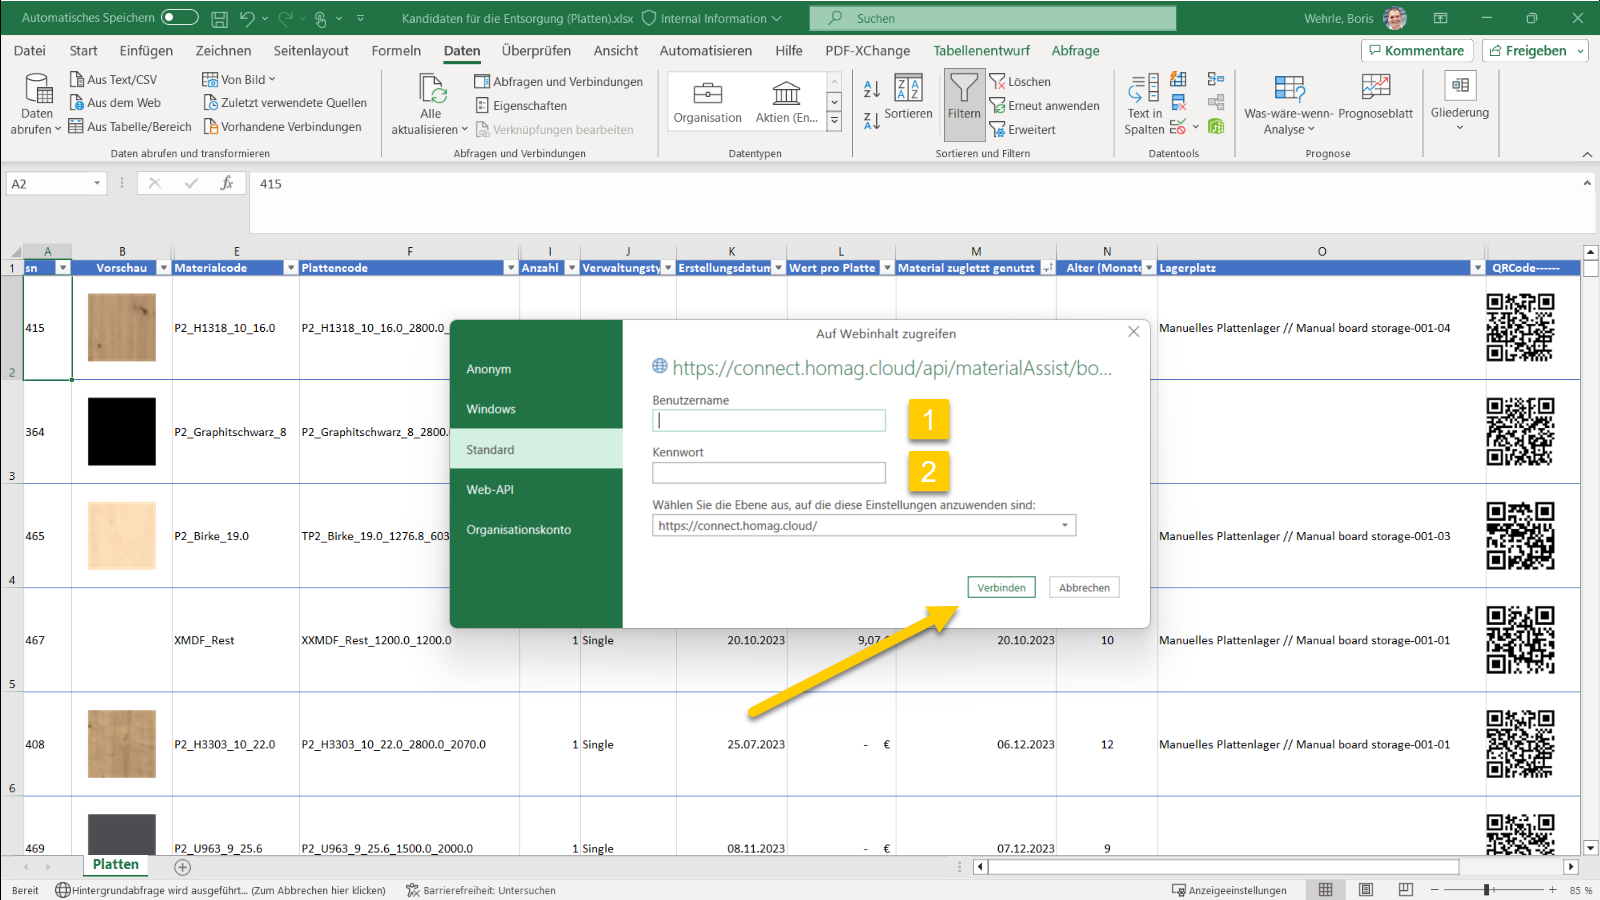 Automatisches Speichern
Kandidaten für die Entsorgung (Platten).xlsx
Internal Information
Suchen
Wehrle, Boris
Datei
Start
Einfügen
Zeichnen
Seitenlayout
Formeln
Daten
Überprüfen
Ansicht
Automatisieren
Hilfe
PDF-XChange
Tabellenentwurf
Abfrage
Kommentare
Freigeben
Daten abrufen
Aus Text/CSV
Aus dem Web
Aus Tabelle/Bereich
Von Bild
Zuletzt verwendete Quellen
Vorhandene Verbindungen
Daten abrufen und transformieren
Alle aktualisieren
Abfragen und Verbindungen
Eigenschaften
Verknüpfungen bearbeiten
Abfragen und Verbindungen
Organisation
Aktien (En...
Datentypen
Sortieren
Filtern
Löschen
Erneut anwenden
Erweitert
Sortieren und Filtern
Text in Spalten
Datentools
Was-wäre-wenn-Analyse
Prognoseblatt
Prognose
Gliederung
A2
fx
415
A B E F I J K L M N O
1 sn Vorschau Materialcode Plattencode Anzahl Verwaltungsty Erstellungsdatum Wert pro Platte Material zugletzt genutzt Alter (Monate Lagerplatz QRCode------
2 415 P2_H1318_10_16.0 P2_H1318_10_16.0_2800.0_ Manuelles Plattenlager // Manual board storage-001-04
3 364 P2_Graphitschwarz_8 P2_Graphitschwarz_8_2800.
4 465 P2_Birke_19.0 TP2_Birke_19.0_1276.8_603 Manuelles Plattenlager // Manual board storage-001-03
5 467 XMDF_Rest XXMDF_Rest_1200.0_1200.0 1 Single 20.10.2023 9,07 20.10.2023 10 Manuelles Plattenlager // Manual board storage-001-01
6 408 P2_H3303_10_22.0 P2_H3303_10_22.0_2800.0_2070.0 1 Single 25.07.2023 - € 06.12.2023 12 Manuelles Plattenlager // Manual board storage-001-01
469 P2_U963_9_25.6 P2_U963_9_25.6_1500.0_2000.0 1 Single 08.11.2023 - € 07.12.2023 9
Auf Webinhalt zugreifen
Anonym
Windows
Standard
Web-API
Organisationskonto
https://connect.homag.cloud/api/materialAssist/bo...
Benutzername
1
Kennwort
2
Wählen Sie die Ebene aus, auf die diese Einstellungen anzuwenden sind:
https://connect.homag.cloud/
Verbinden
Abbrechen
Platten
Bereit
Hintergrundabfrage wird ausgeführt... (Zum Abbrechen hier klicken)
Barrierefreiheit: Untersuchen
Anzeigeeinstellungen
85 %